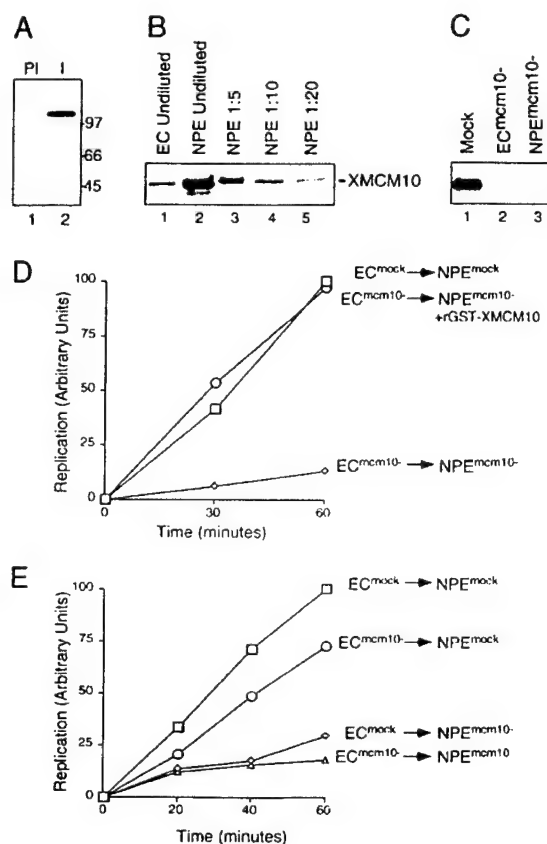 A
PI I
97
66
45
1 2
B
EC Undiluted
NPE Undiluted
NPE 1:5
NPE 1:10
NPE 1:20
-XMCM10
1 2 3 4 5
C
Mock
ECmcm10-
NPEmcm10-
1 2 3
D
Replication (Arbitrary Units)
100
75
50
25
0
0 30 60
Time (minutes)
ECmock → NPEmock
ECmcm10- → NPEmcm10-
+rGST-XMCM10
ECmcm10- → NPEmcm10-
E
Replication (Arbitrary Units)
100
75
50
25
0
0 20 40 60
Time (minutes)
ECmock → NPEmock
ECmcm10- → NPEmock
ECmock → NPEmcm10-
ECmcm10- → NPEmcm10